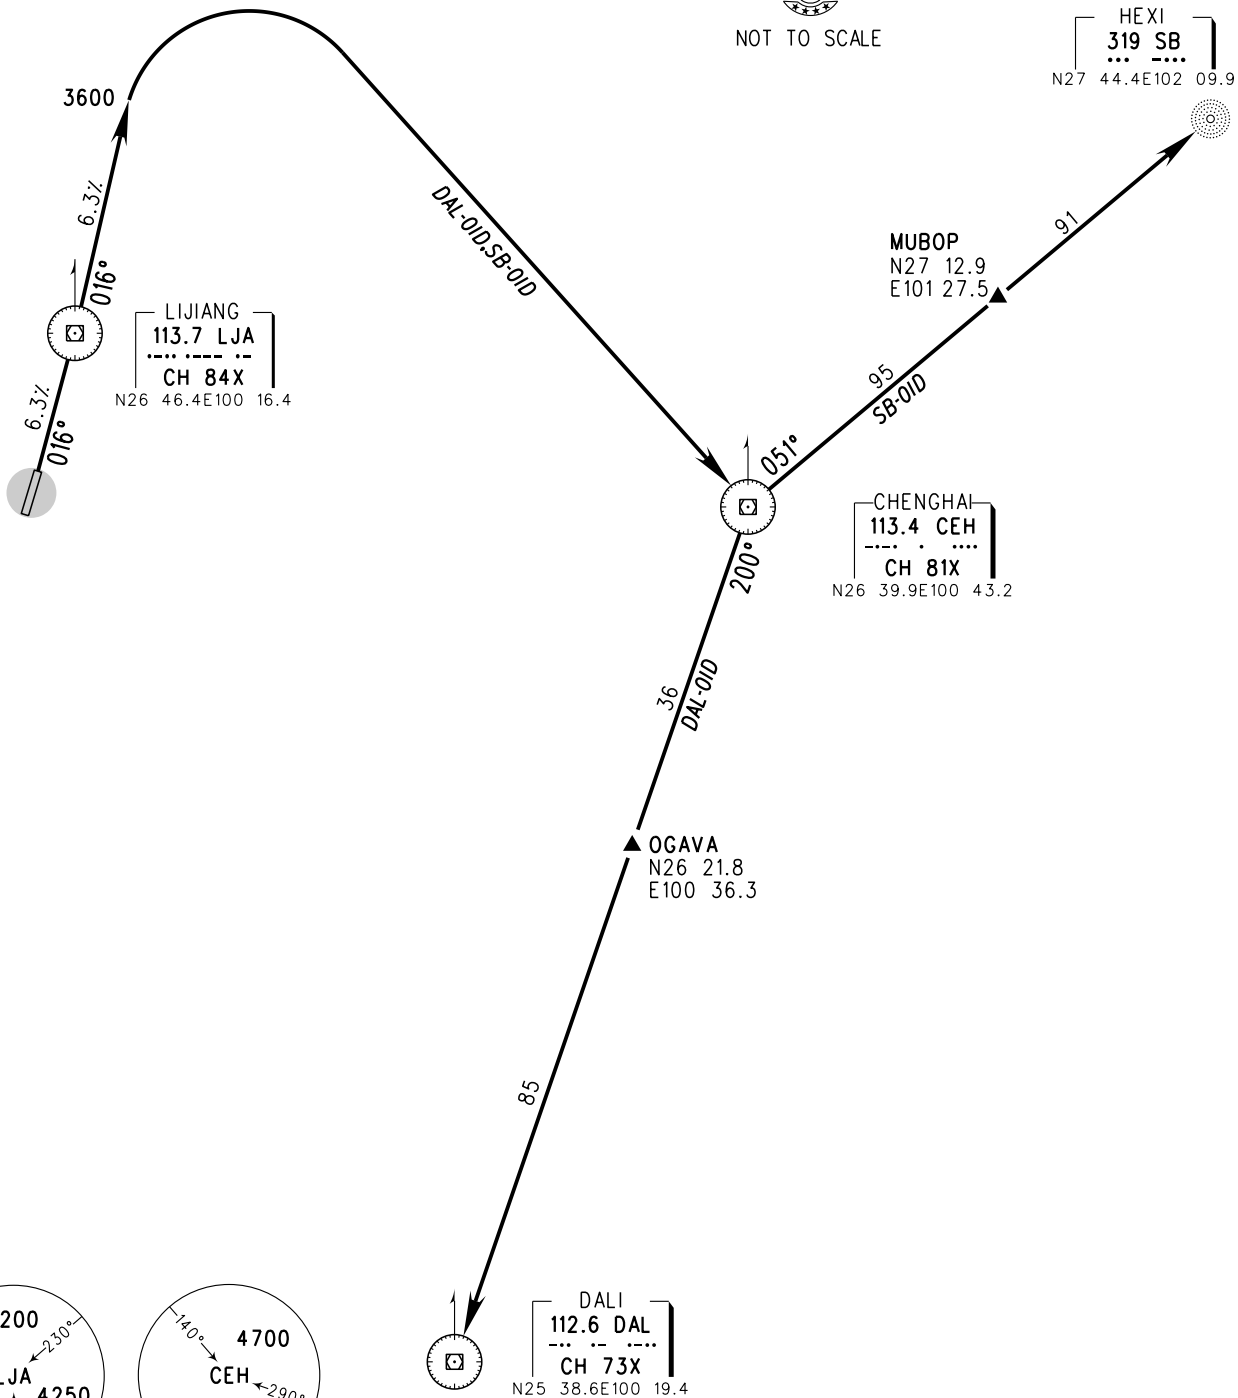 NOT TO SCALE
HEXI
319 SB
N27 44.4E102 09.9
3600
6.3%
016°
6.3%
016°
LIJIANG
113.7 LJA
CH 84X
N26 46.4E100 16.4
DAL-01D,SB-01D
91
MUBOP
N27 12.9
E101 27.5
95
SB-01D
051°
CHENGHAI
113.4 CEH
CH 81X
N26 39.9E100 43.2
200°
36
DAL-01D
OGAVA
N26 21.8
E100 36.3
85
DALI
112.6 DAL
CH 73X
N25 38.6E100 19.4
200
230°
LJA
4250
140°
4700
CEH
290°